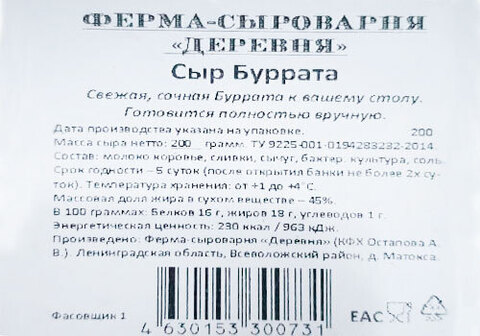 ФЕРМА-СЫРОВАРНЯ
«ДЕРЕВНЯ»
Сыр Буррата
Свежая, сочная Буррата к вашему столу.
Готовится полностью вручную.
Дата производства указана на упаковке. 200
Масса сыра нетто: 200 грамм. ТУ 9225-001-0194283282-2014
Состав: молоко коровье, сливки, сычуг, бактер. культура, соль.
Срок годности – 5 суток (после открытия банки не более 2х су-
ток). Температура хранения: от +1 до +4°С.
Массовая доля жира в сухом веществе – 45%.
В 100 граммах: Белков 16 г, жиров 18 г, углеводов 1 г.
Энергетическая ценность: 230 ккал / 963 кДж.
Произведено: Ферма-сыроварня «Деревня» (КФХ Остапова А.
В.). Ленинградская область, Всеволожский район, д. Матокса.
Фасовщик 1
4 630153 300731
ЕАС